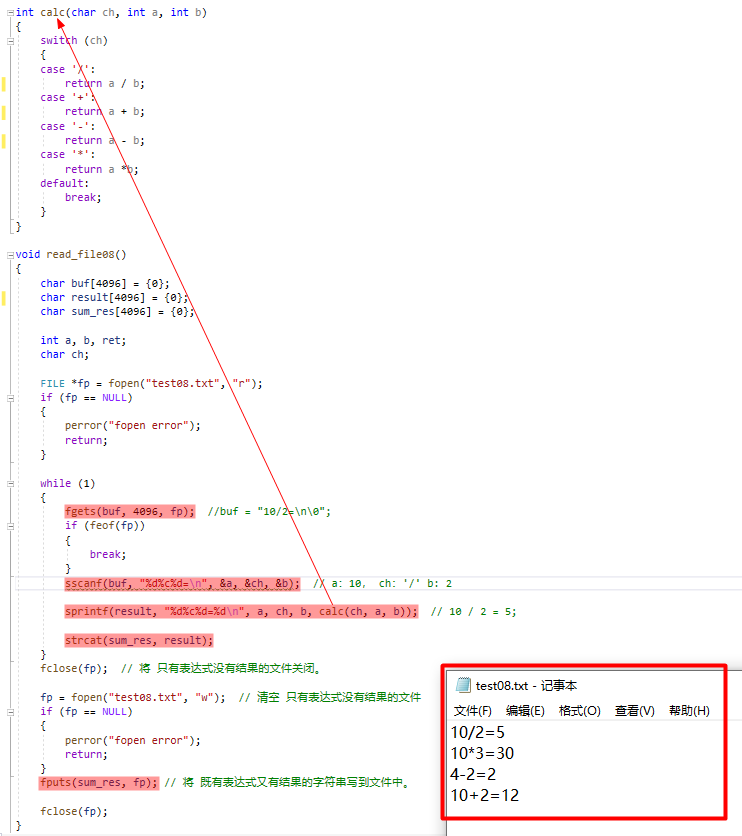 int calc(char ch, int a, int b)
{
switch (ch)
{
case '/':
return a / b;
case '+':
return a + b;
case '-':
return a - b;
case '*':
return a *b;
default:
break;
}
}
void read_file08()
{
char buf[4096] = {0};
char result[4096] = {0};
char sum_res[4096] = {0};
int a, b, ret;
char ch;
FILE *fp = fopen("test08.txt", "r");
if (fp == NULL)
{
perror("fopen error");
return;
}
while (1)
{
fgets(buf, 4096, fp); //buf = "10/2=\n\0";
if (feof(fp))
{
break;
}
sscanf(buf, "%d%c%d=\n", &a, &ch, &b); // a: 10, ch: '/' b: 2
sprintf(result, "%d%c%d=%d\n", a, ch, b, calc(ch, a, b)); // 10 / 2 = 5;
strcat(sum_res, result);
}
fclose(fp); // 将 只有表达式没有结果的文件关闭。
fp = fopen("test08.txt", "w"); // 清空 只有表达式没有结果的文件
if (fp == NULL)
{
perror("fopen error");
return;
}
fputs(sum_res, fp); // 将 既有表达式又有结果的字符串写到文件中。
fclose(fp);
}
test08.txt - 记事本
文件(F) 编辑(E) 格式(O) 查看(V) 帮助(H)
10/2=5
10*3=30
4-2=2
10+2=12